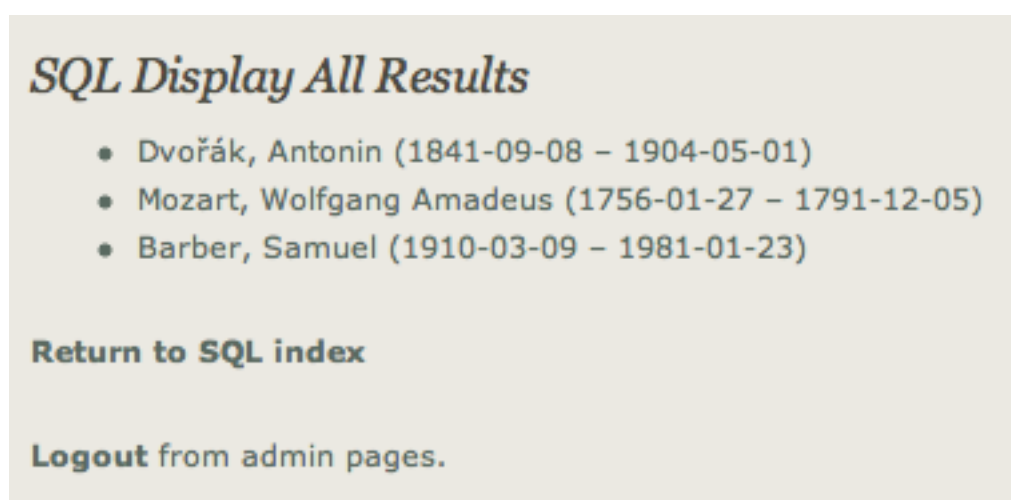 SQL Display All Results
• Dvořák, Antonin (1841-09-08 – 1904-05-01)
• Mozart, Wolfgang Amadeus (1756-01-27 – 1791-12-05)
• Barber, Samuel (1910-03-09 – 1981-01-23)
Return to SQL index
Logout from admin pages.